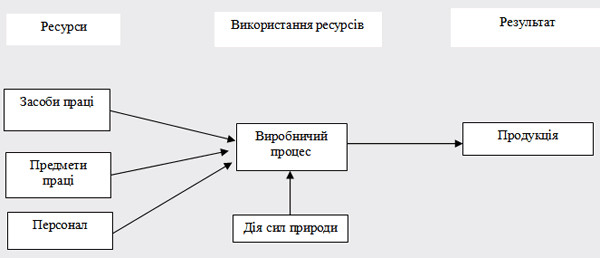 Ресурси
Використання ресурсів
Результат
Засоби праці
Предмети
праці
Персонал
Виробничий
процес
Дія сил природи
Продукція